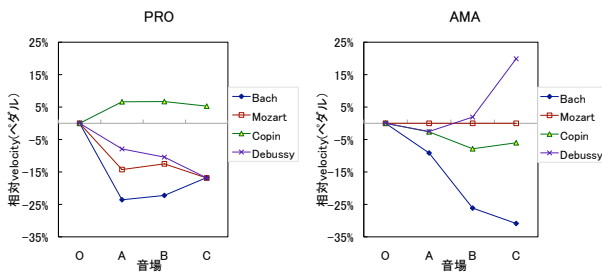 PRO
25%
15%
5%
-5%
-15%
-25%
-35%
相対velocity(ペダル)
O A B C
音場
Bach
Mozart
Copin
Debussy
AMA
25%
15%
5%
-5%
-15%
-25%
-35%
相対velocity(ペダル)
O A B C
音場
Bach
Mozart
Copin
Debussy